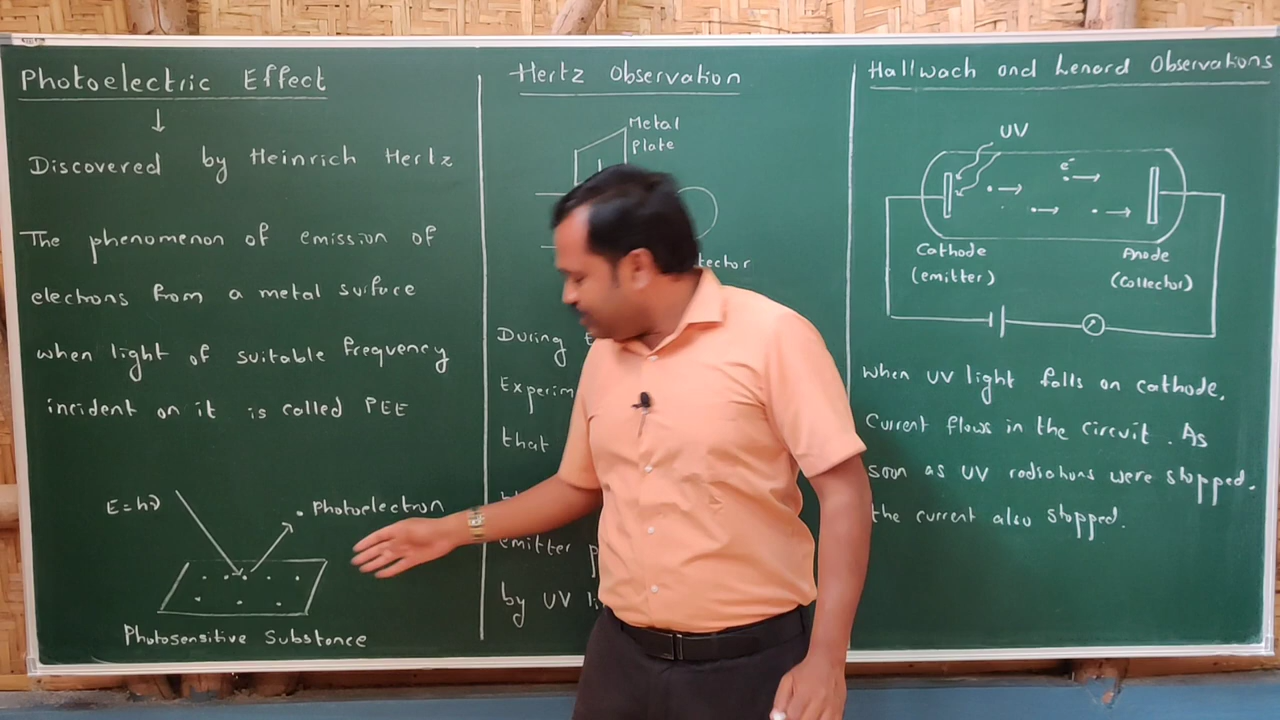 Photoelectric Effect
Discovered by Heinrich Hertz
The phenomenon of emission of
electrons from a metal surface
when light of suitable frequency
incident on it is called PEE
E=hν
Photoelectron
Photosensitive Substance
Hertz Observation
Metal
Plate
During
that
emitter
by UV
Hallwach and Lenard Observations
UV
e⁻
Cathode
(emitter)
Anode
(collector)
When UV light falls on cathode.
Current flows in the circuit. As
soon as UV radiations were stopped.
the current also stopped.